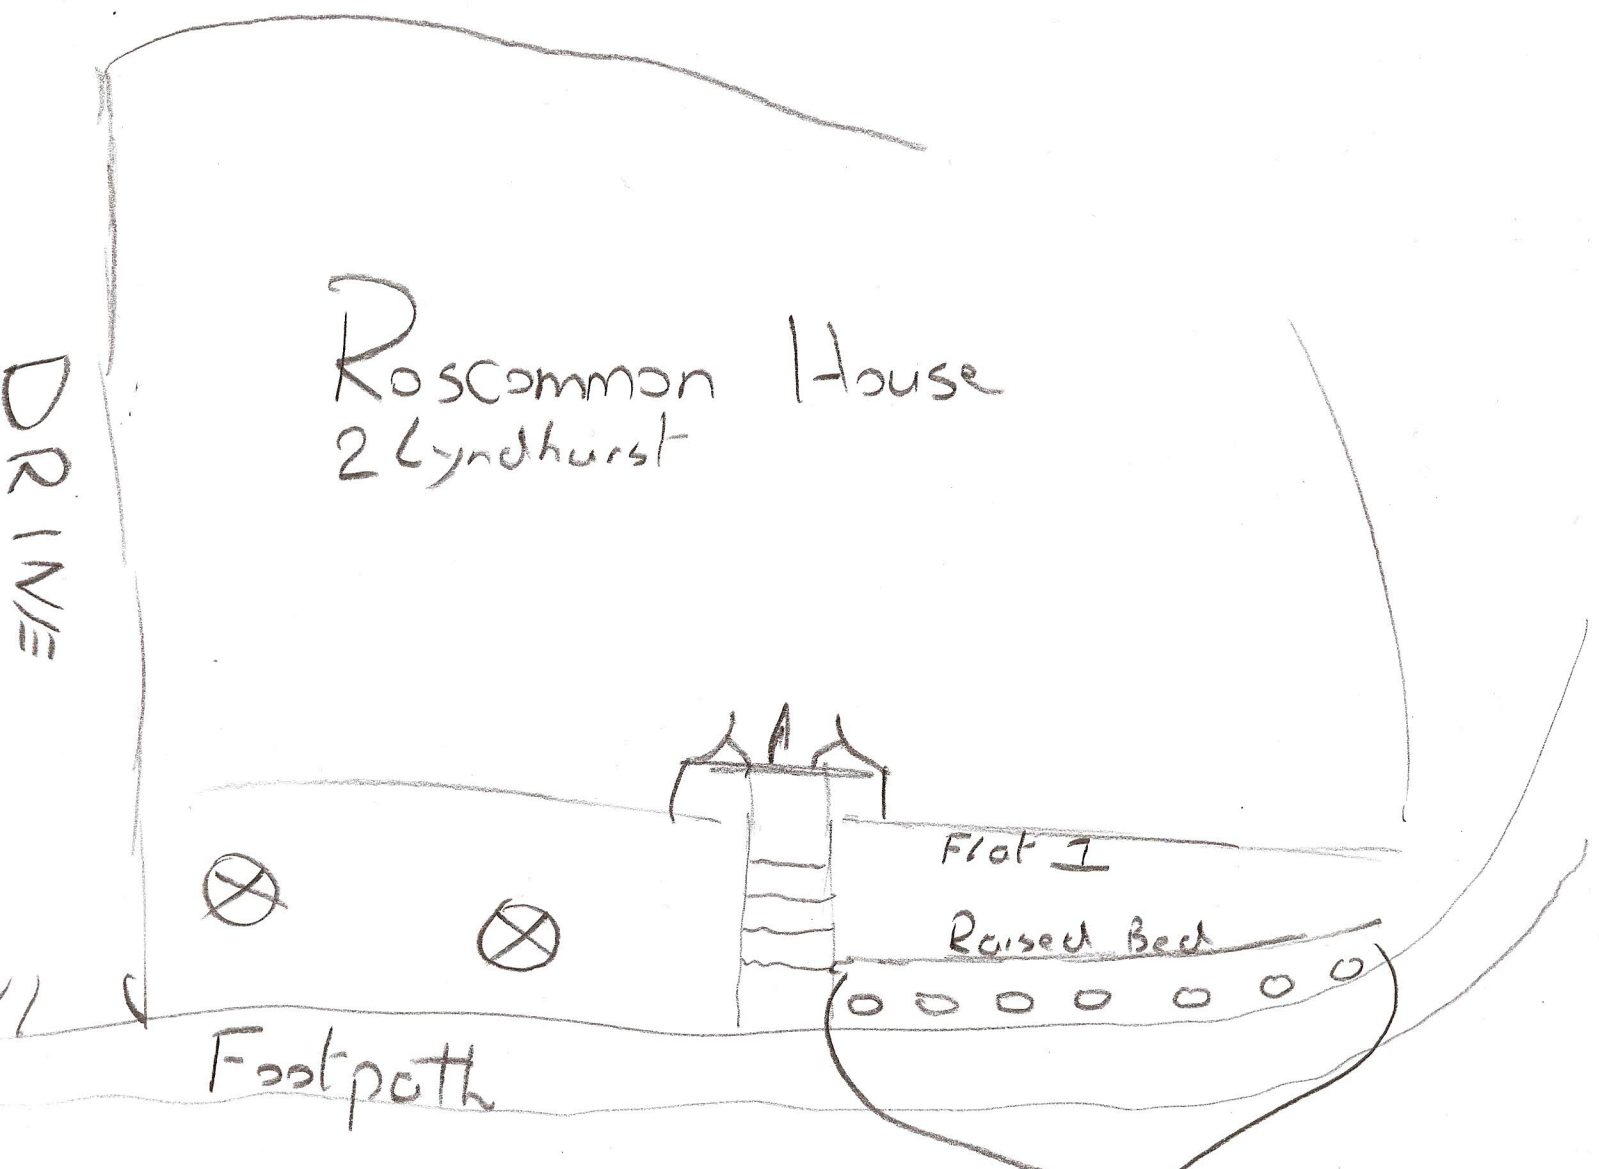 Roscommon House
2 Lyndhurst
DRIVE
Flat 1
Raised Bed
Footpath